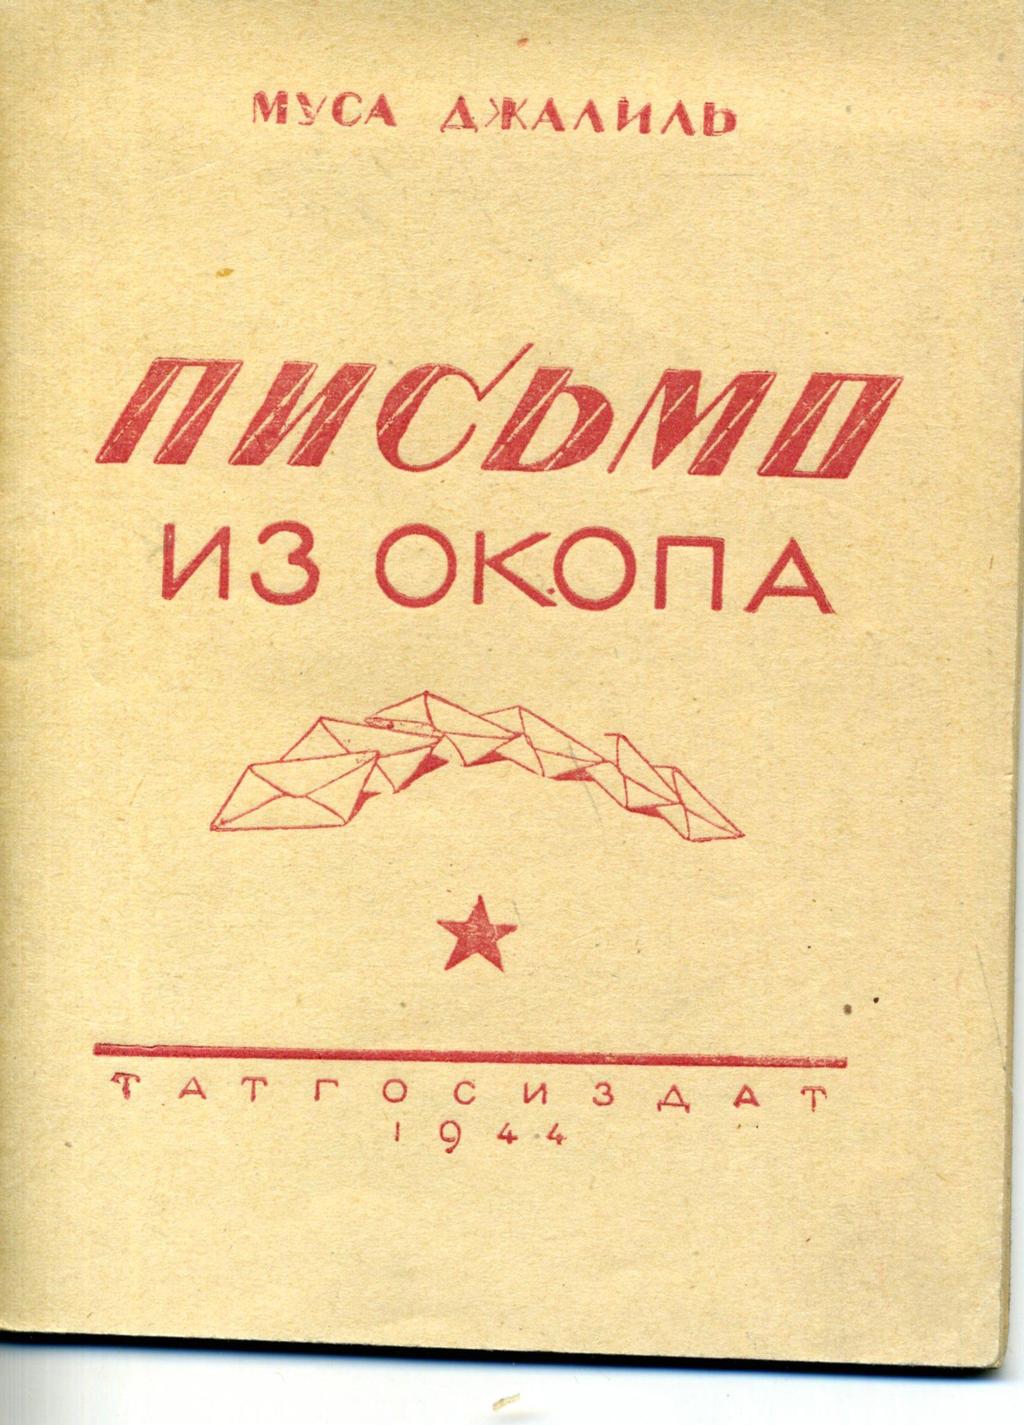 МУСА ДЖАЛИЛЬ
ПИСЬМО
ИЗ ОКОПА
ТАТГОСИЗДАТ
1944